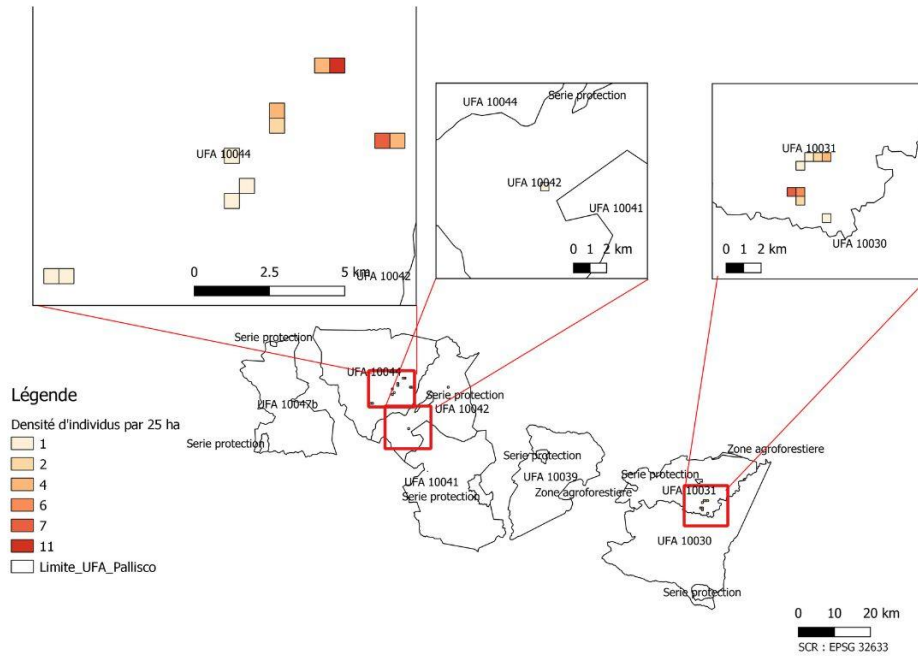 UFA 10044
0 2.5 5 km
UFA 10042
UFA 10044
Serie protection
UFA 10042
UFA 10041
0 1 2 km
UFA 10031
UFA 10030
0 1 2 km
Serie protection
UFA 10044
UFA 10047b
Serie protection
UFA 10042
Serie protection
UFA 10041
Serie protection
Serie protection
UFA 10039
Zone agroforestiere
Zone agroforestiere
Serie protection
UFA 10031
UFA 10030
Serie protection
Légende
Densité d'individus par 25 ha
1
2
4
6
7
11
Limite_UFA_Pallisco
0 10 20 km
SCR : EPSG 32633